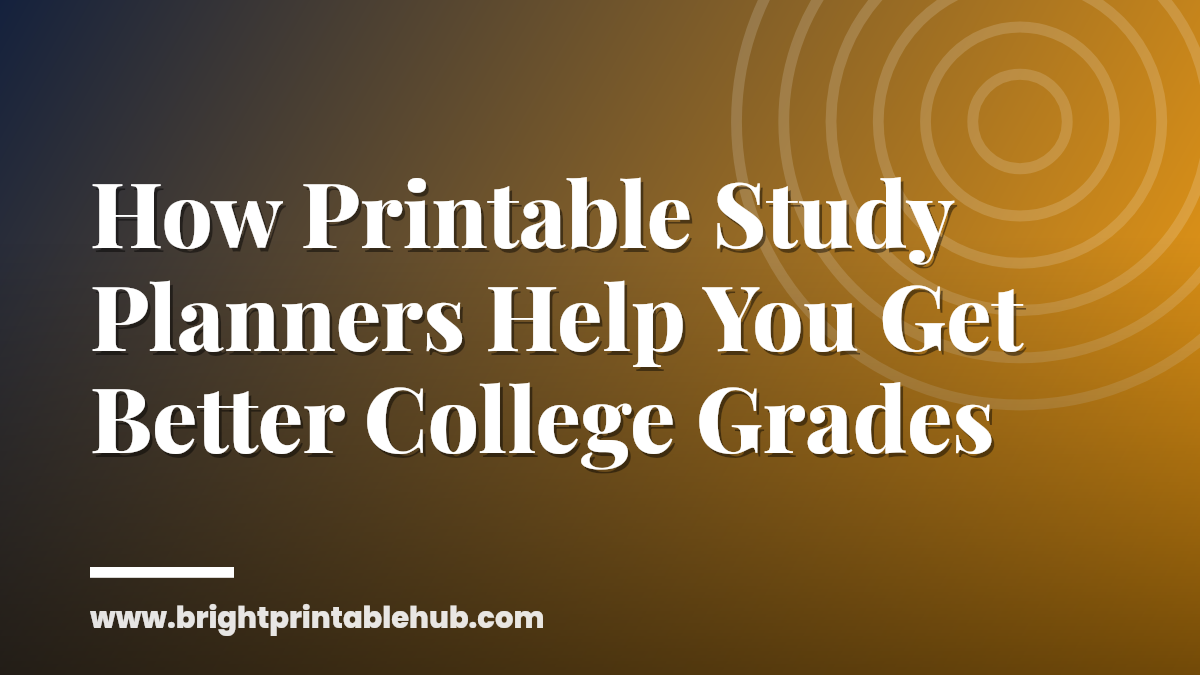 How Printable Study
Planners Help You Get
Better College Grades
www.brightprintablehub.com